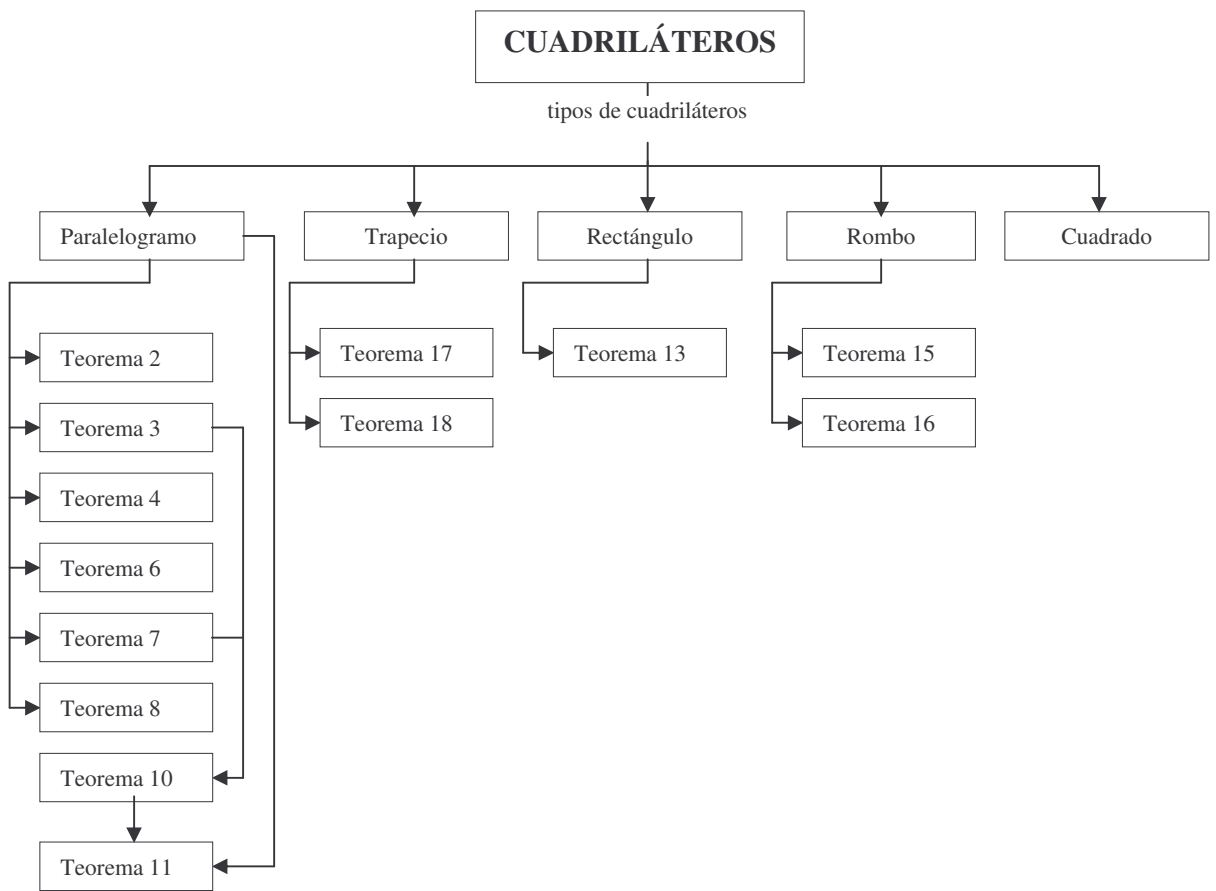 CUADRILÁTEROS
tipos de cuadriláteros
Paralelogramo
Trapecio
Rectángulo
Rombo
Cuadrado
Teorema 2
Teorema 3
Teorema 4
Teorema 6
Teorema 7
Teorema 8
Teorema 10
Teorema 11
Teorema 17
Teorema 18
Teorema 13
Teorema 15
Teorema 16